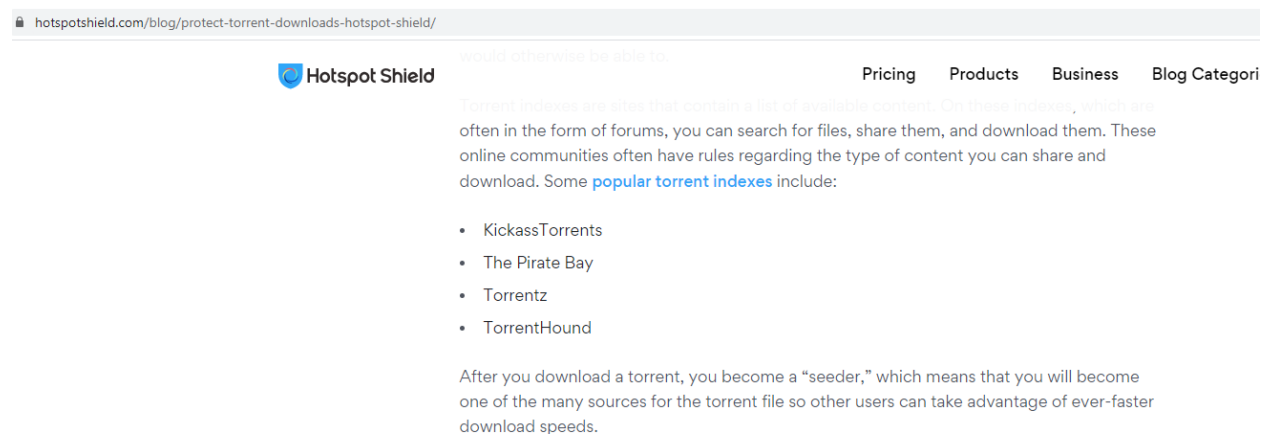 hotspotshield.com/blog/protect-torrent-downloads-hotspot-shield/
would otherwise be able to.
Hotspot Shield
Pricing Products Business Blog Categori
Torrent indexes are sites that contain a list of available content. On these indexes, which are
often in the form of forums, you can search for files, share them, and download them. These
online communities often have rules regarding the type of content you can share and
download. Some popular torrent indexes include:
• KickassTorrents
• The Pirate Bay
• Torrentz
• TorrentHound
After you download a torrent, you become a “seeder,” which means that you will become
one of the many sources for the torrent file so other users can take advantage of ever-faster
download speeds.